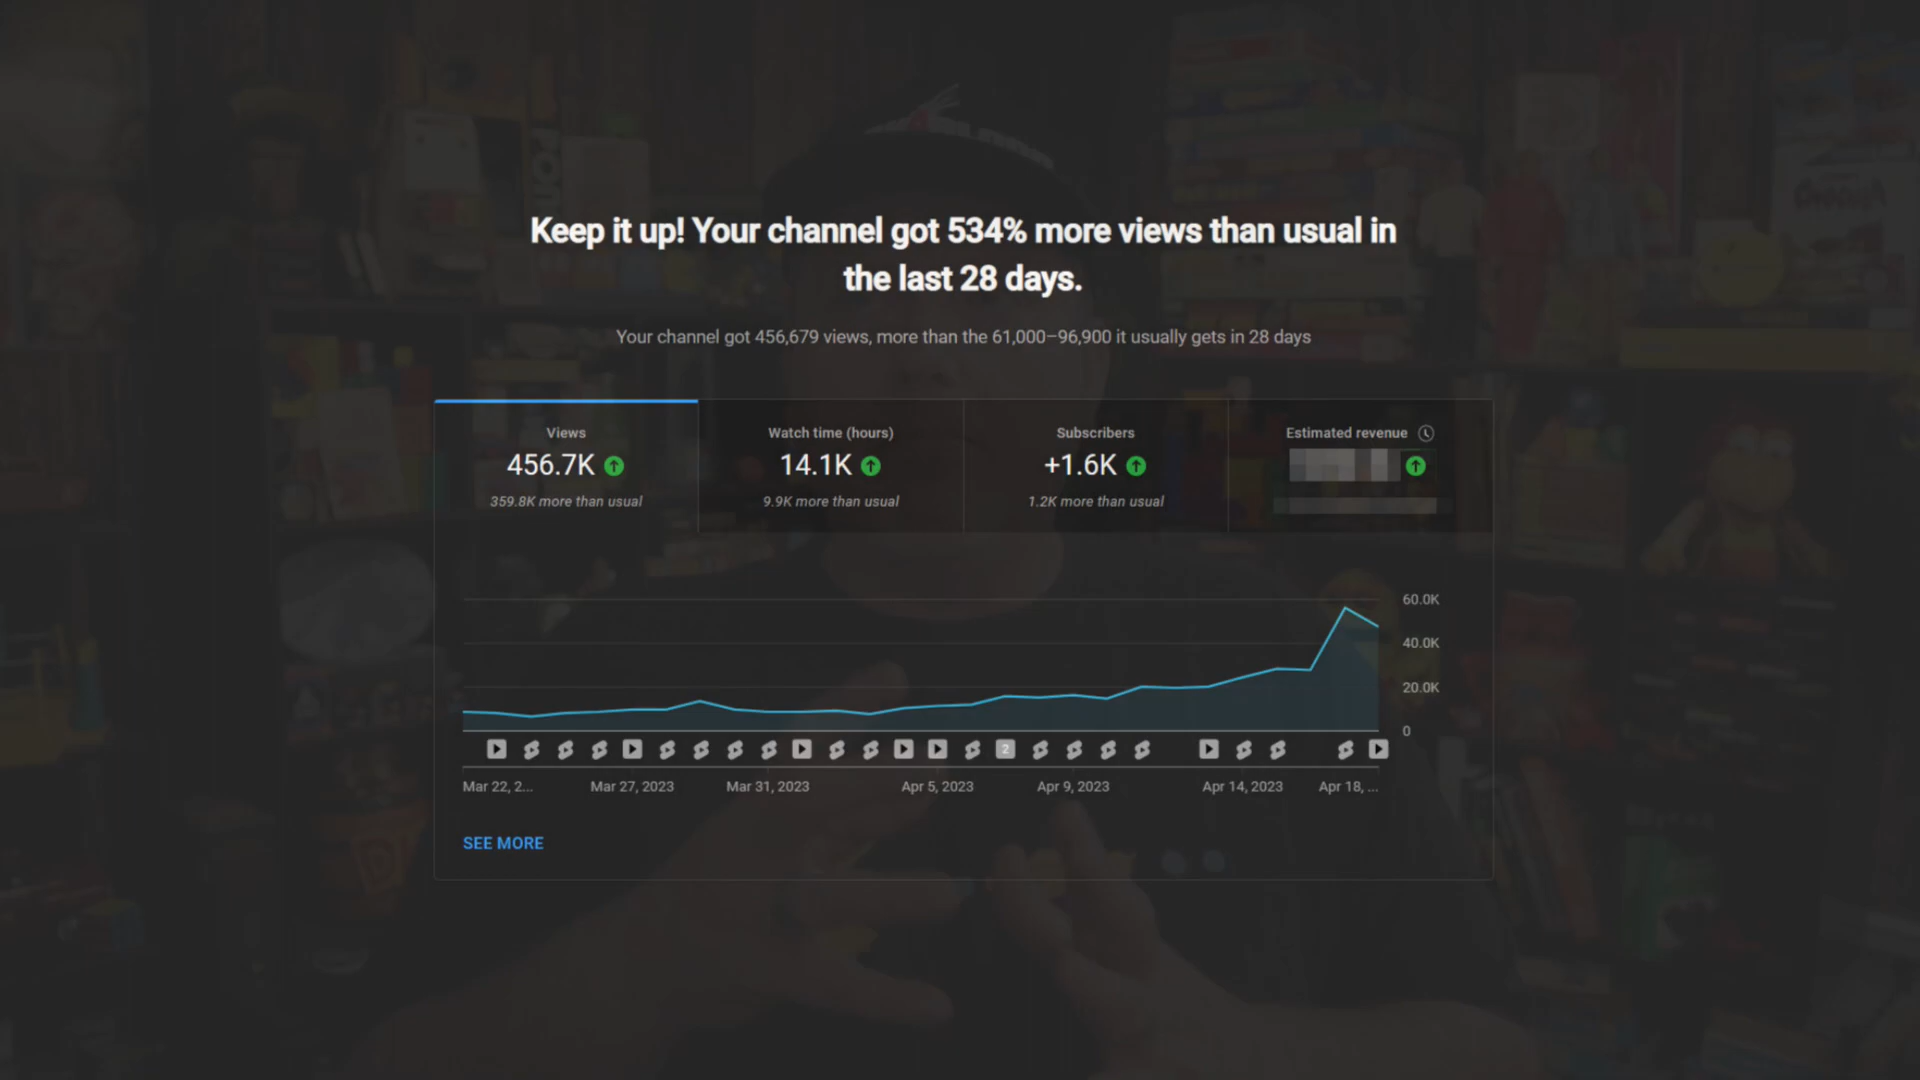 Keep it up! Your channel got 534% more views than usual in
the last 28 days.
Your channel got 456,679 views, more than the 61,000–96,900 it usually gets in 28 days
Views
456.7K
359.8K more than usual
Watch time (hours)
14.1K
9.9K more than usual
Subscribers
+1.6K
1.2K more than usual
Estimated revenue
60.0K
40.0K
20.0K
0
2
Mar 22, 2... Mar 27, 2023 Mar 31, 2023 Apr 5, 2023 Apr 9, 2023 Apr 14, 2023 Apr 18, ...
SEE MORE